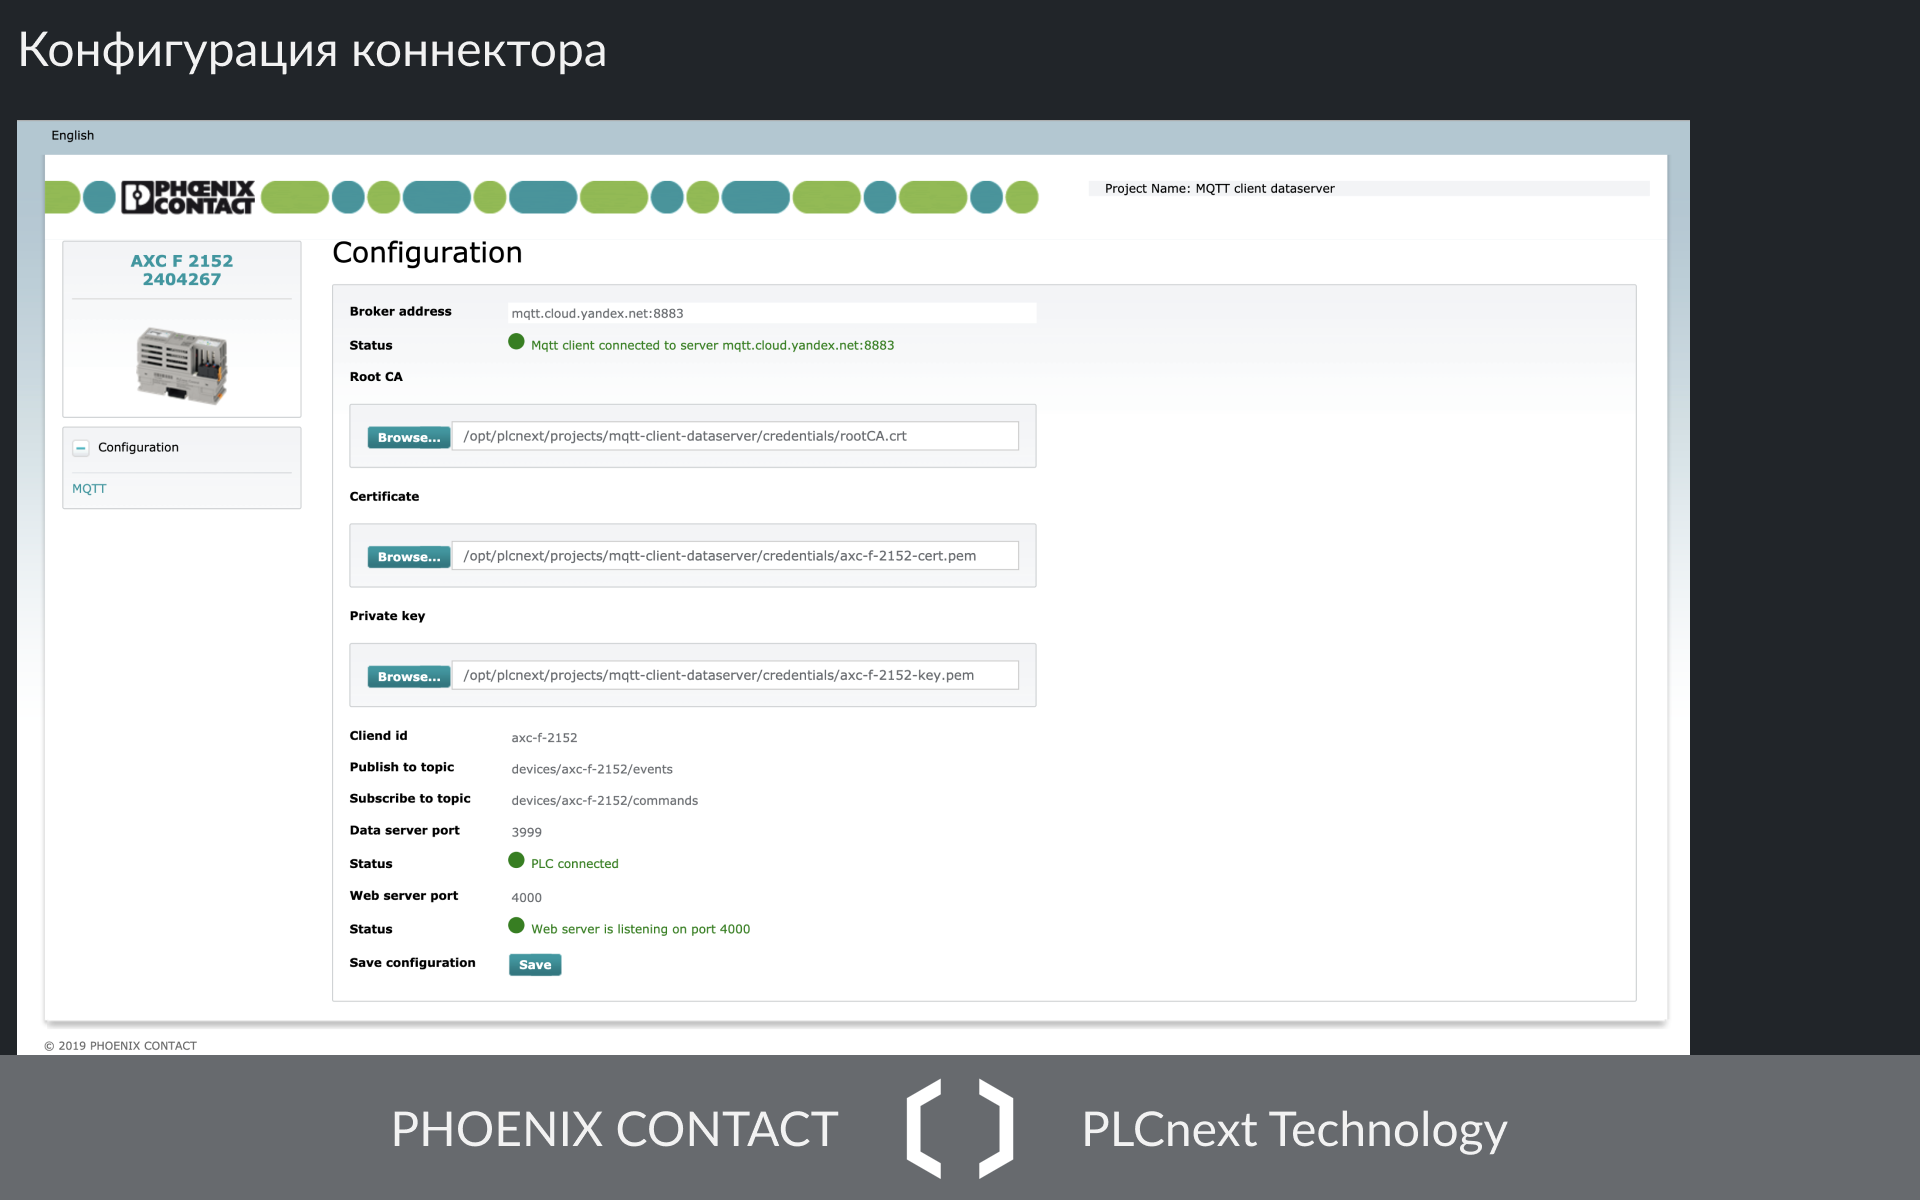 Конфигурация коннектора
English
PHŒNIX
CONTACT
Project Name: MQTT client dataserver
AXC F 2152
2404267
Configuration
MQTT
Configuration
Broker address mqtt.cloud.yandex.net:8883
Status Mqtt client connected to server mqtt.cloud.yandex.net:8883
Root CA
Browse... /opt/plcnext/projects/mqtt-client-dataserver/credentials/rootCA.crt
Certificate
Browse... /opt/plcnext/projects/mqtt-client-dataserver/credentials/axc-f-2152-cert.pem
Private key
Browse... /opt/plcnext/projects/mqtt-client-dataserver/credentials/axc-f-2152-key.pem
Cliend id axc-f-2152
Publish to topic devices/axc-f-2152/events
Subscribe to topic devices/axc-f-2152/commands
Data server port 3999
Status PLC connected
Web server port 4000
Status Web server is listening on port 4000
Save configuration Save
© 2019 PHOENIX CONTACT
PHOENIX CONTACT PLCnext Technology